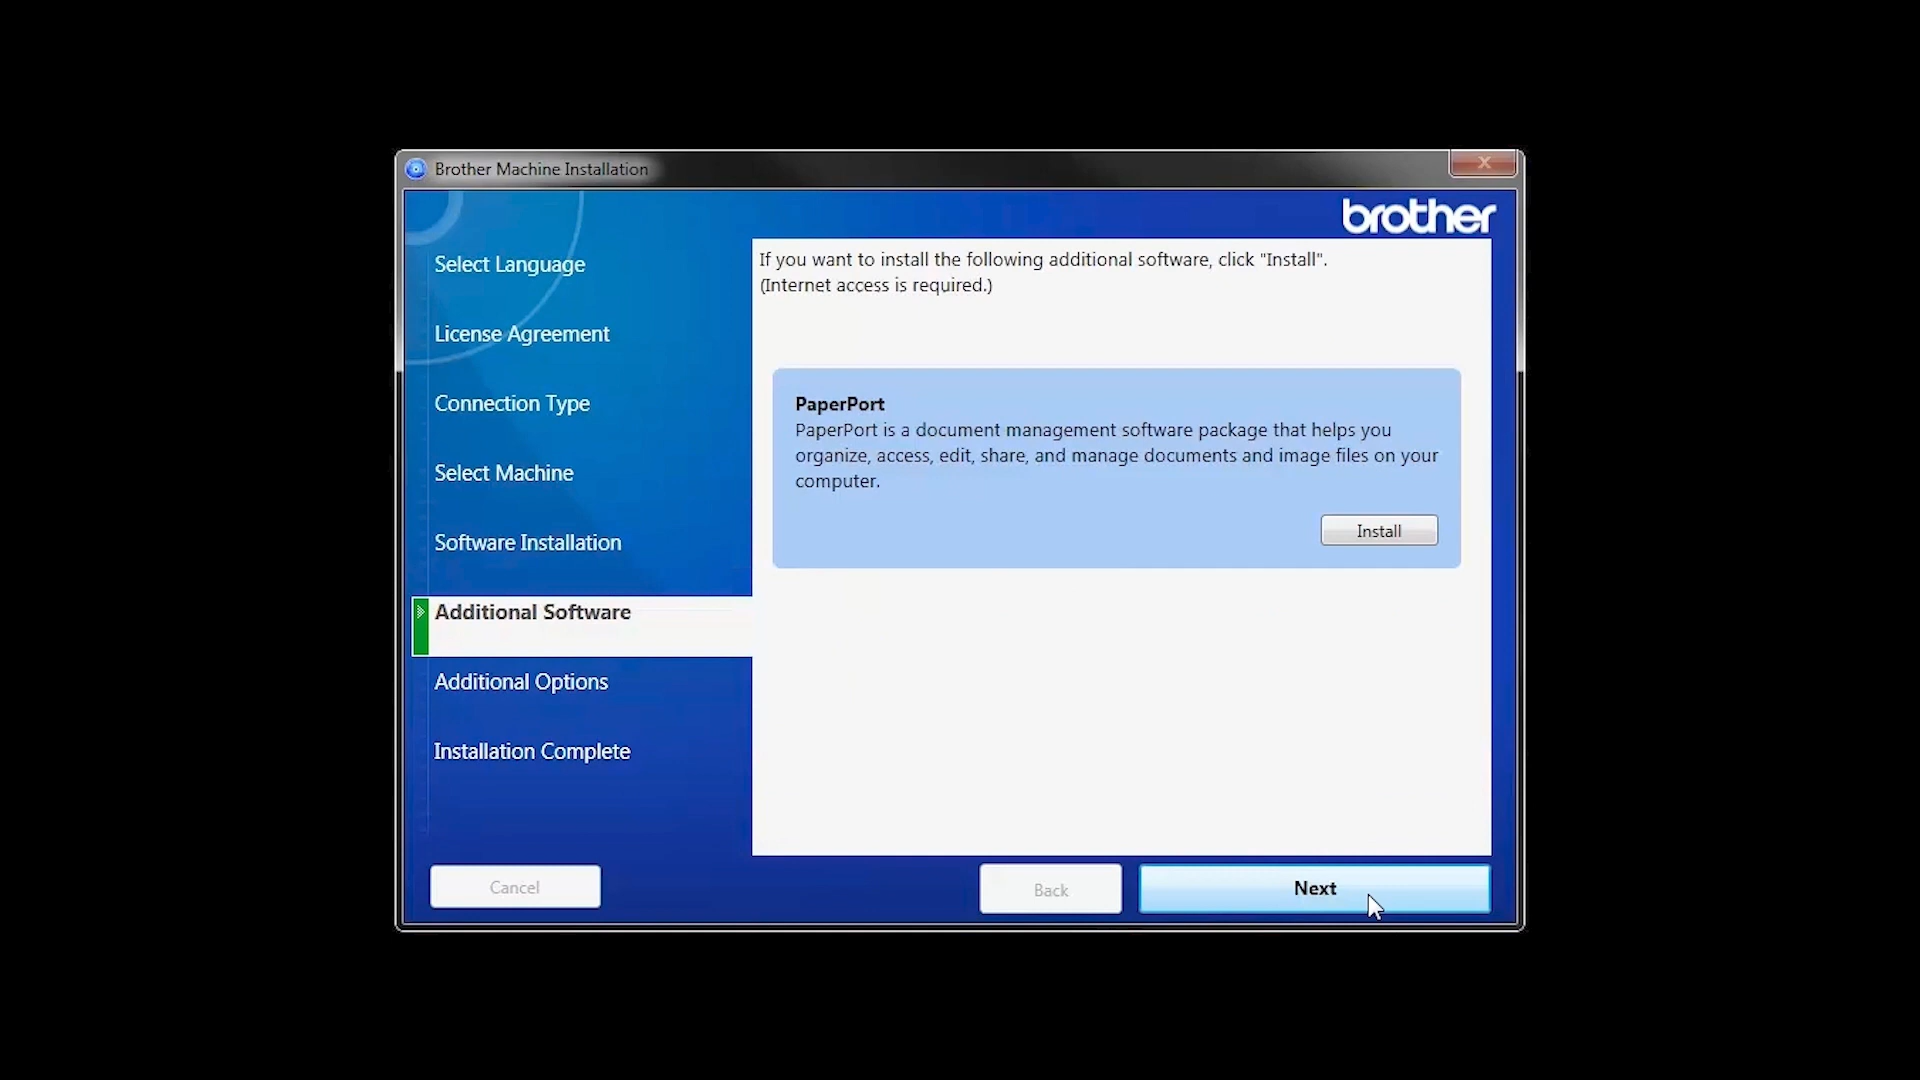 Brother Machine Installation
X
brother
Select Language
License Agreement
Connection Type
Select Machine
Software Installation
Additional Software
Additional Options
Installation Complete
If you want to install the following additional software, click "Install".
(Internet access is required.)
PaperPort
PaperPort is a document management software package that helps you
organize, access, edit, share, and manage documents and image files on your
computer.
Install
Cancel
Back
Next